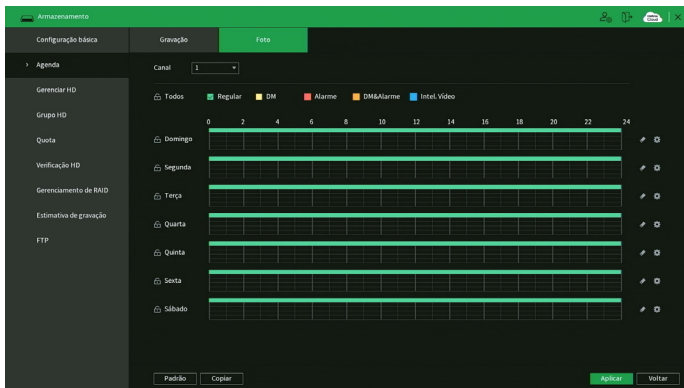 Armazenamento
Configuração básica
Gravação Foto
Agenda
Canal 1
Gerenciar HD
Todos Regular DM Alarme DM&Alarme Intel. Vídeo
Grupo HD
0 2 4 6 8 10 12 14 16 18 20 22 24
Quota
Domingo
Verificação HD
Segunda
Gerenciamento de RAID
Terça
Estimativa de gravação
Quarta
FTP
Quinta
Sexta
Sábado
Padrão Copiar Aplicar Voltar